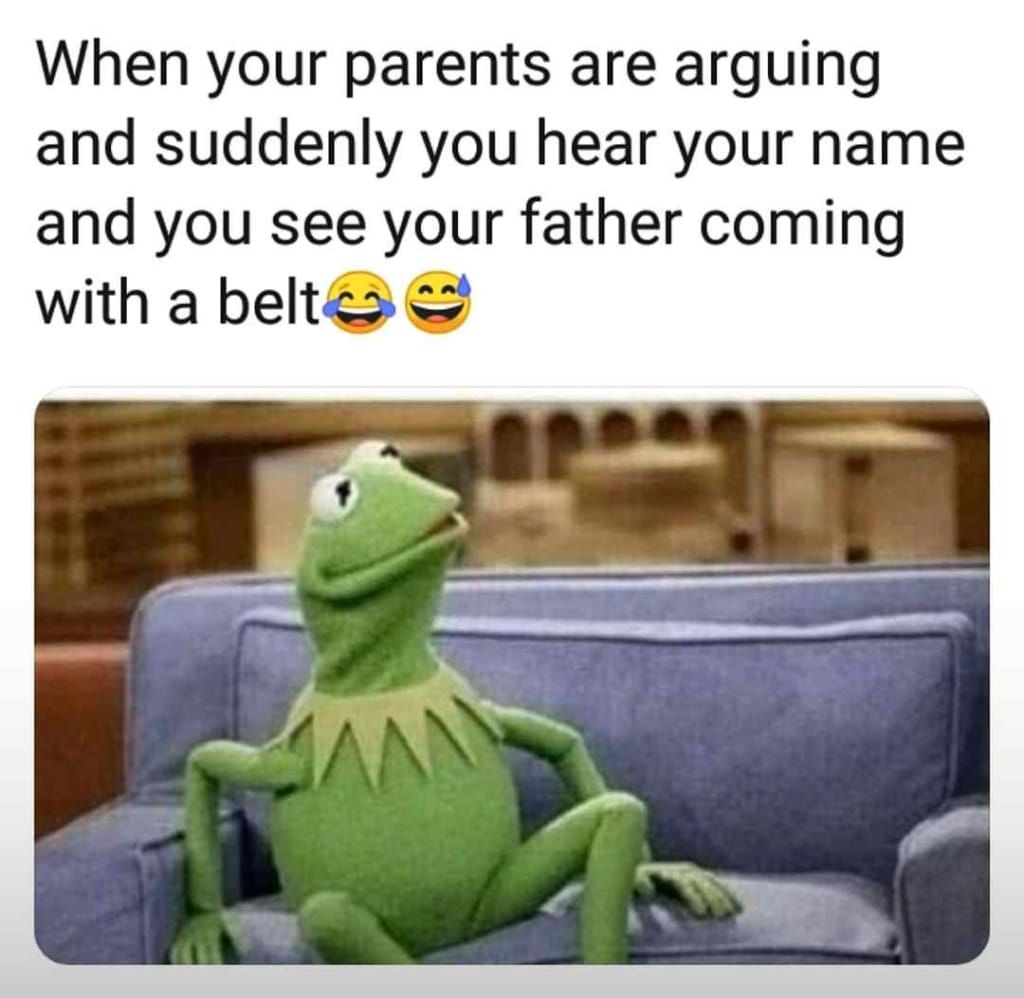 When your parents are arguing
and suddenly you hear your name
and you see your father coming
with a belt😂😅